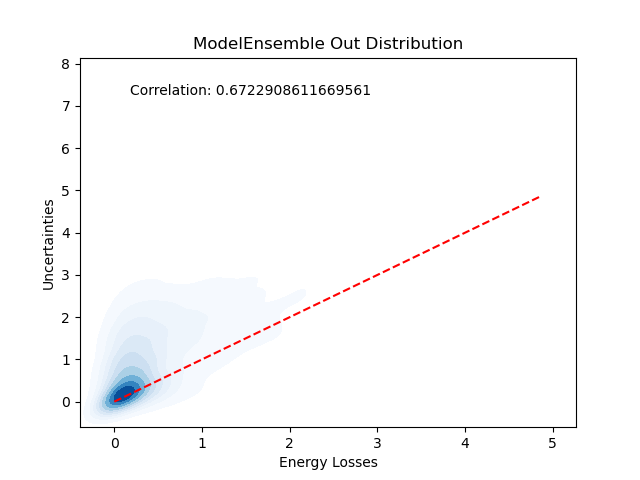 ModelEnsemble Out Distribution
Correlation: 0.6722908611669561
8
7
6
5
4
3
2
1
0
Uncertainties
0 1 2 3 4 5
Energy Losses